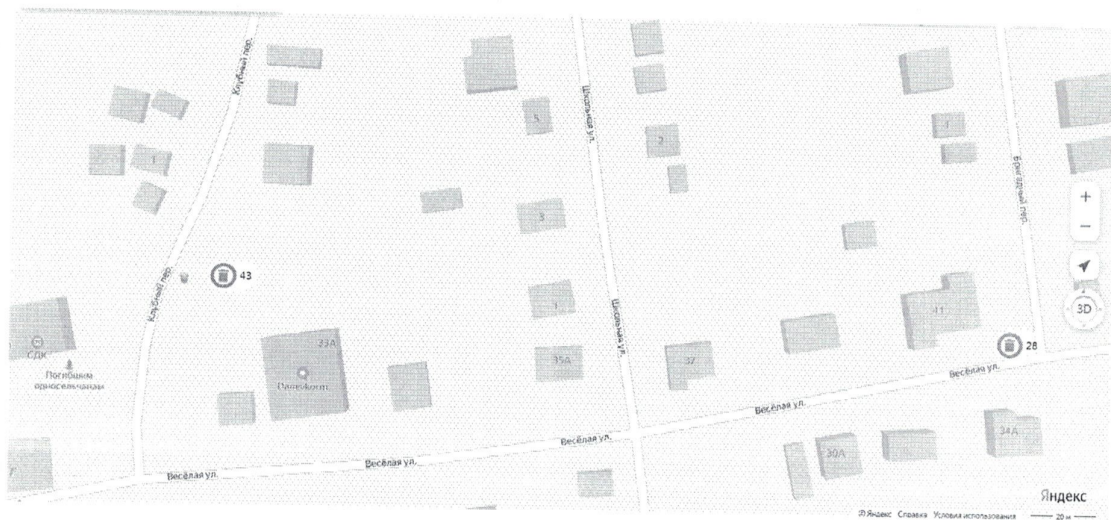 Клубный пер.
Школьная ул.
5
2
1
1
3
Бригадный пер.
43
Клубный пер.
1
Школьная ул.
41
3D
28
СДК
Погибшим
односельчанам
33А
35А
37
Весёлая ул.
Весёлая ул.
Весёлая ул.
Весёлая ул.
Весёлая ул.
30А
34А
Яндекс
© Яндекс Справка Условия использования
20 м